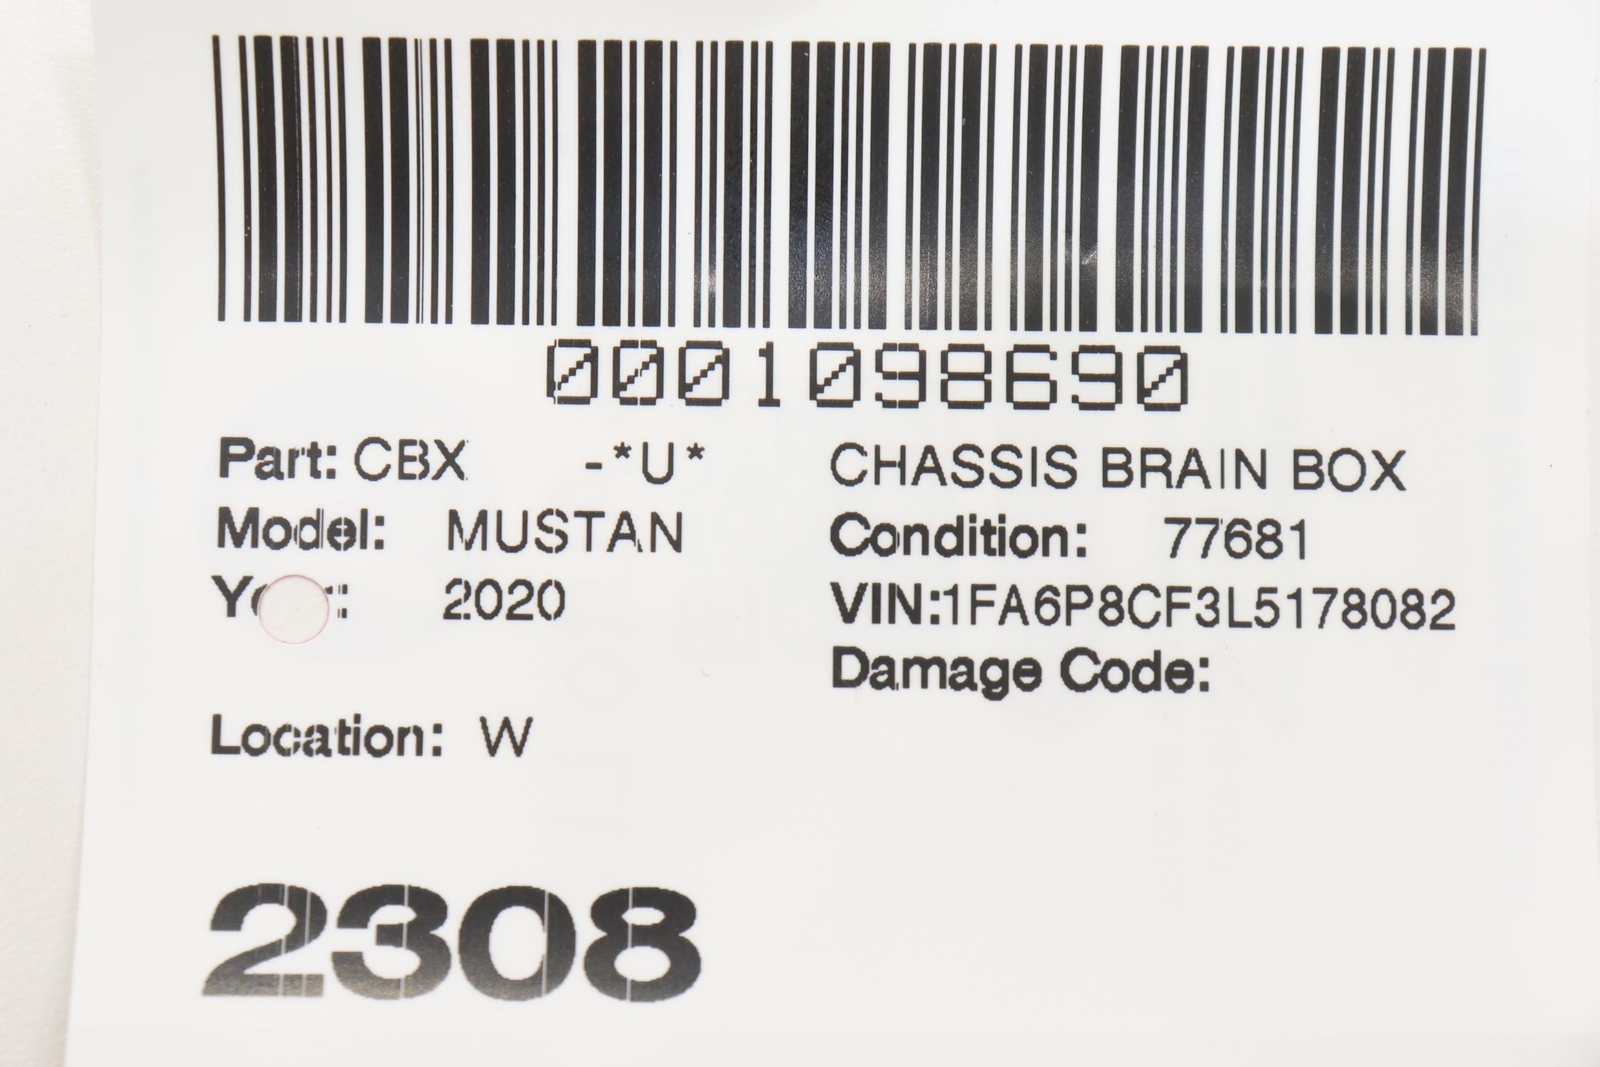 0001098690
Part: CBX -*U* CHASSIS BRAIN BOX
Model: MUSTAN Condition: 77681
2020 VIN:1FA6P8CF3L5178082
Damage Code:
Location: W
2308